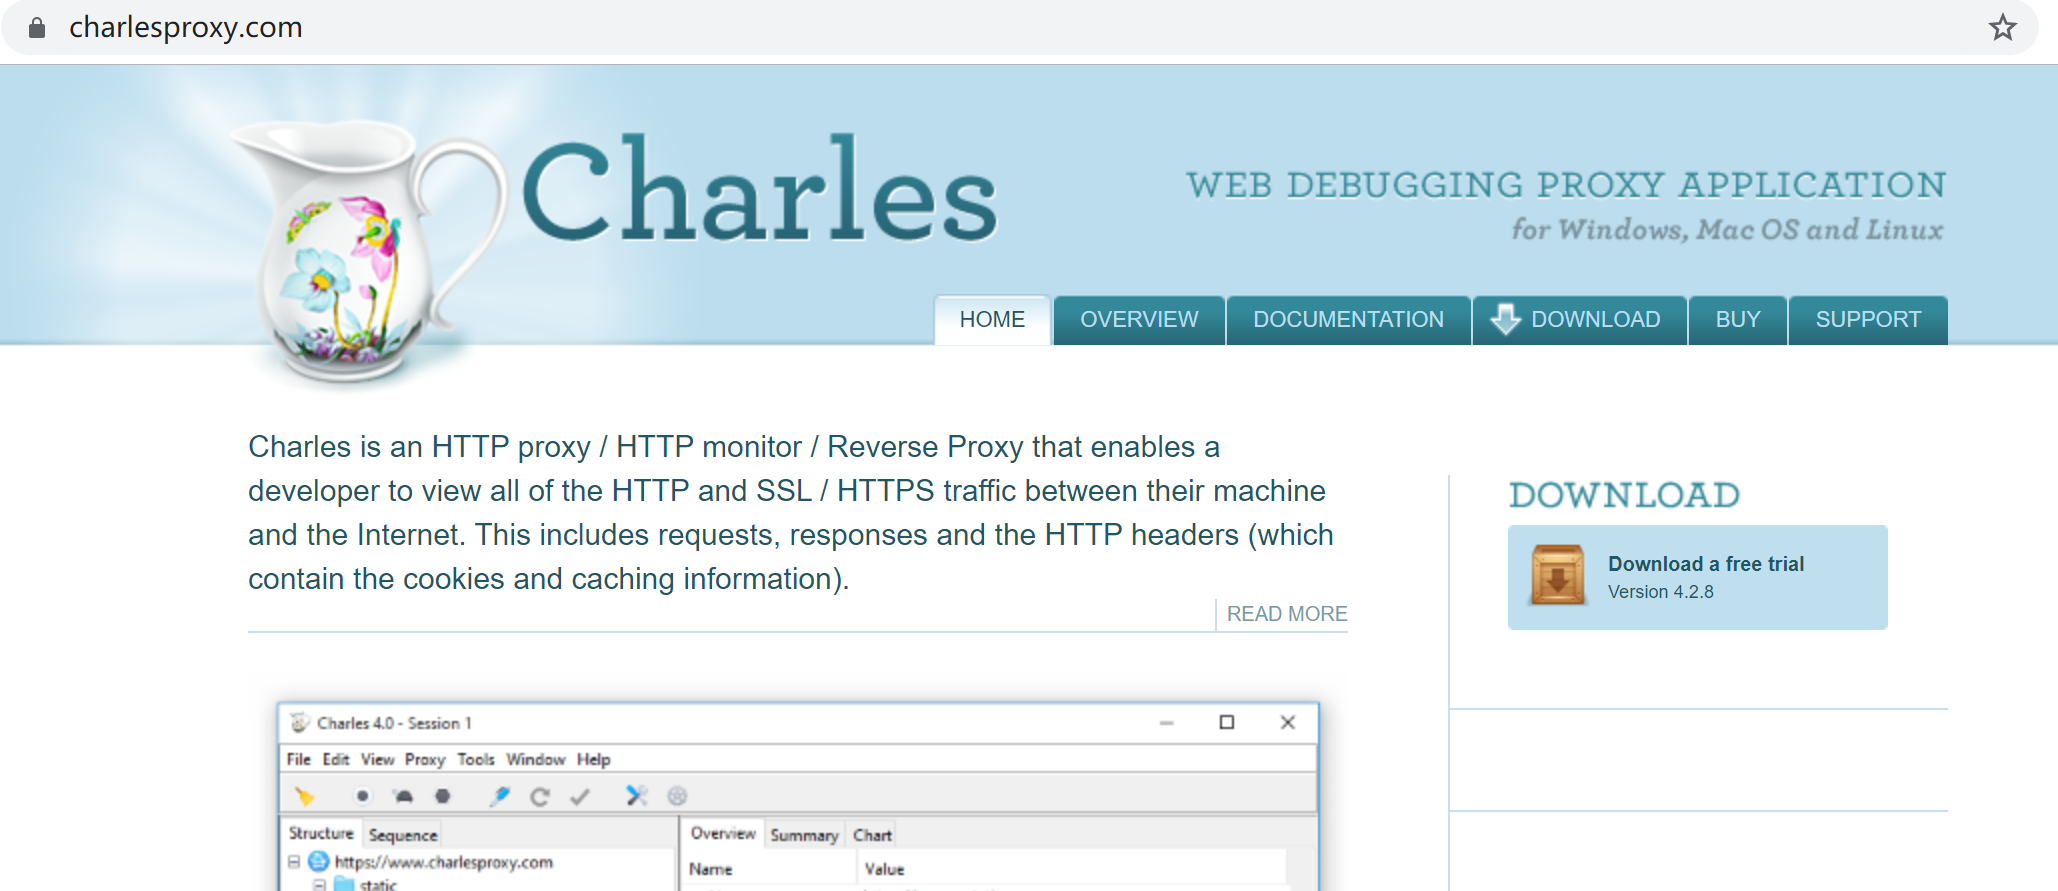 charlesproxy.com
Charles
WEB DEBUGGING PROXY APPLICATION
for Windows, Mac OS and Linux
HOME
OVERVIEW
DOCUMENTATION
DOWNLOAD
BUY
SUPPORT
Charles is an HTTP proxy / HTTP monitor / Reverse Proxy that enables a
developer to view all of the HTTP and SSL / HTTPS traffic between their machine
and the Internet. This includes requests, responses and the HTTP headers (which
contain the cookies and caching information).
READ MORE
DOWNLOAD
Download a free trial
Version 4.2.8
Charles 4.0 - Session 1
File Edit View Proxy Tools Window Help
Structure Sequence
https://www.charlesproxy.com
static
Overview Summary Chart
Name Value